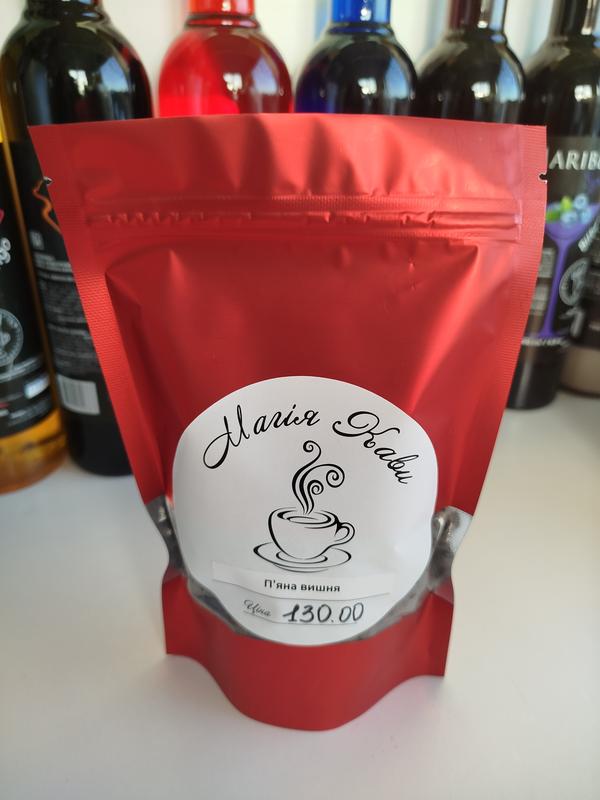 Магія Кави
П'яна вишня
Ціна 130.00